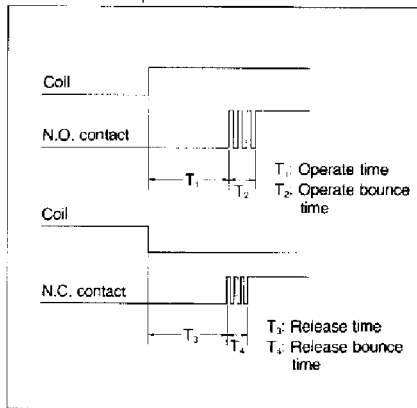 Coil
N.O. contact
T₁
T₂
T₁: Operate time
T₂: Operate bounce
time
Coil
N.C. contact
T₃
T₄
T₃: Release time
T₄: Release bounce
time